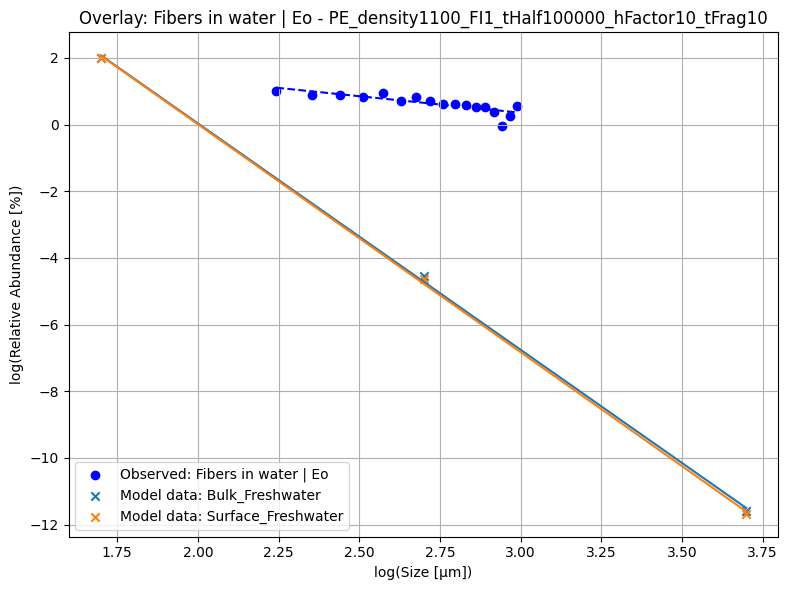 Overlay: Fibers in water | Eo - PE_density1100_FI1_tHalf100000_hFactor10_tFrag10
2
0
−2
−4
−6
−8
−10
−12
log(Relative Abundance [%])
Observed: Fibers in water | Eo
Model data: Bulk_Freshwater
Model data: Surface_Freshwater
1.75 2.00 2.25 2.50 2.75 3.00 3.25 3.50 3.75
log(Size [µm])